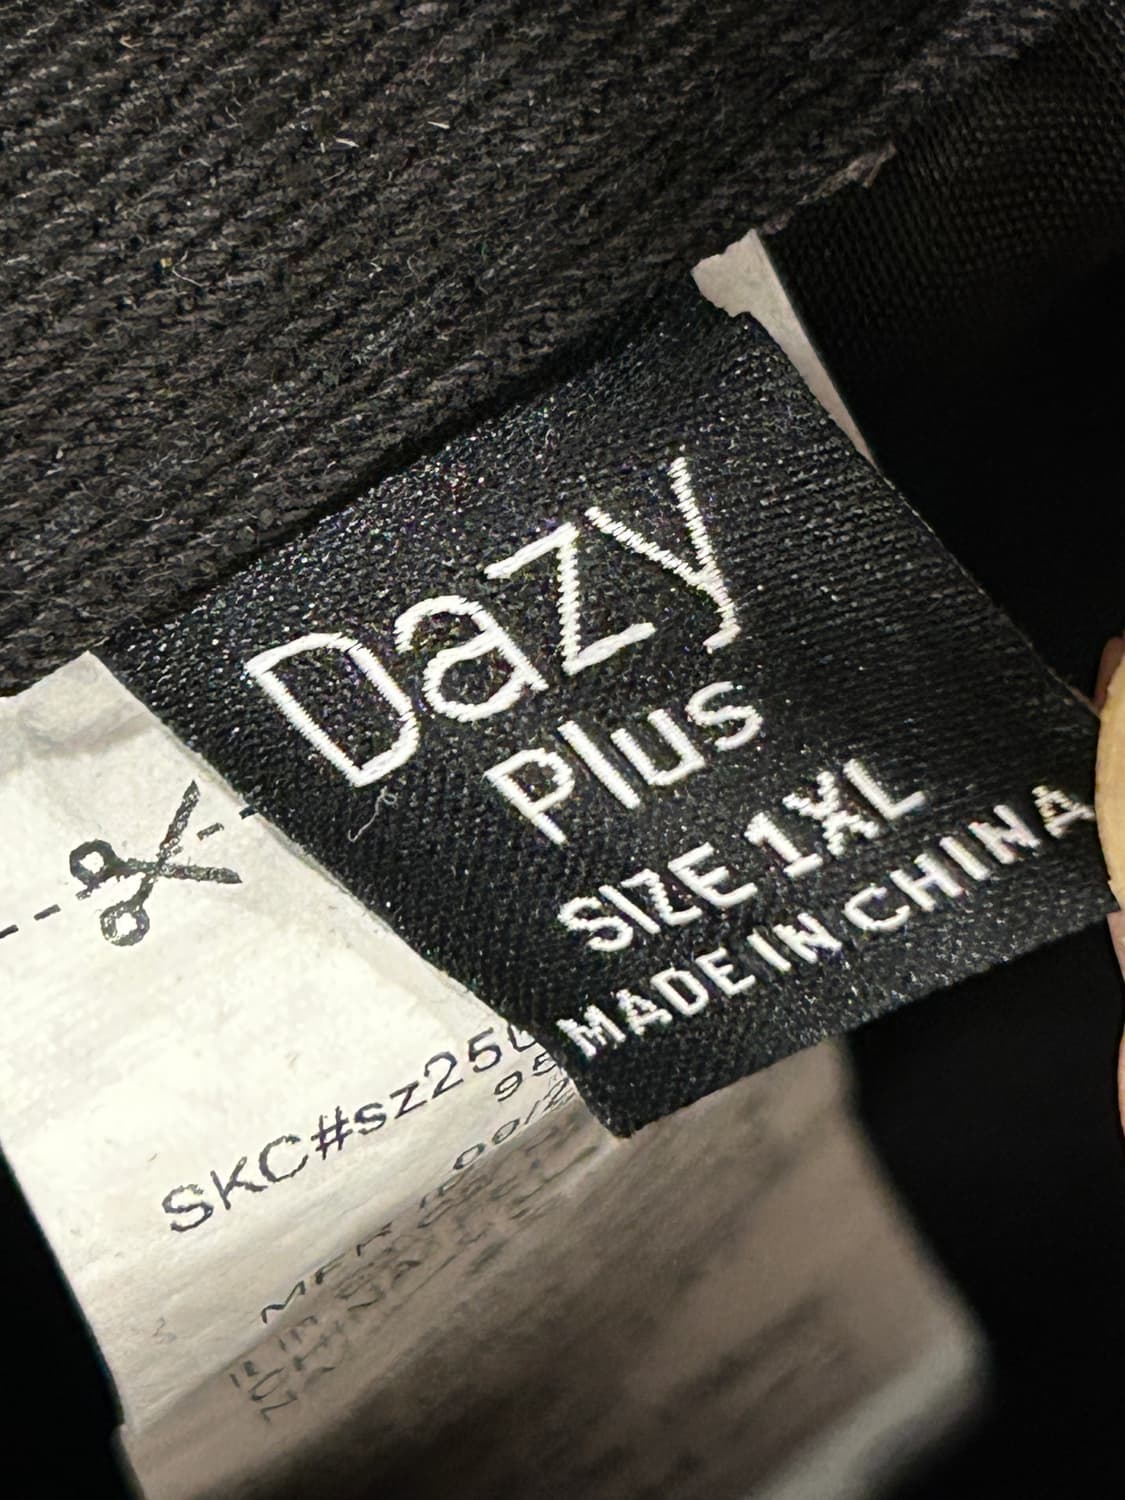 Dazy
Plus
SIZE 1XL
MADE IN CHINA
SKC#sz25